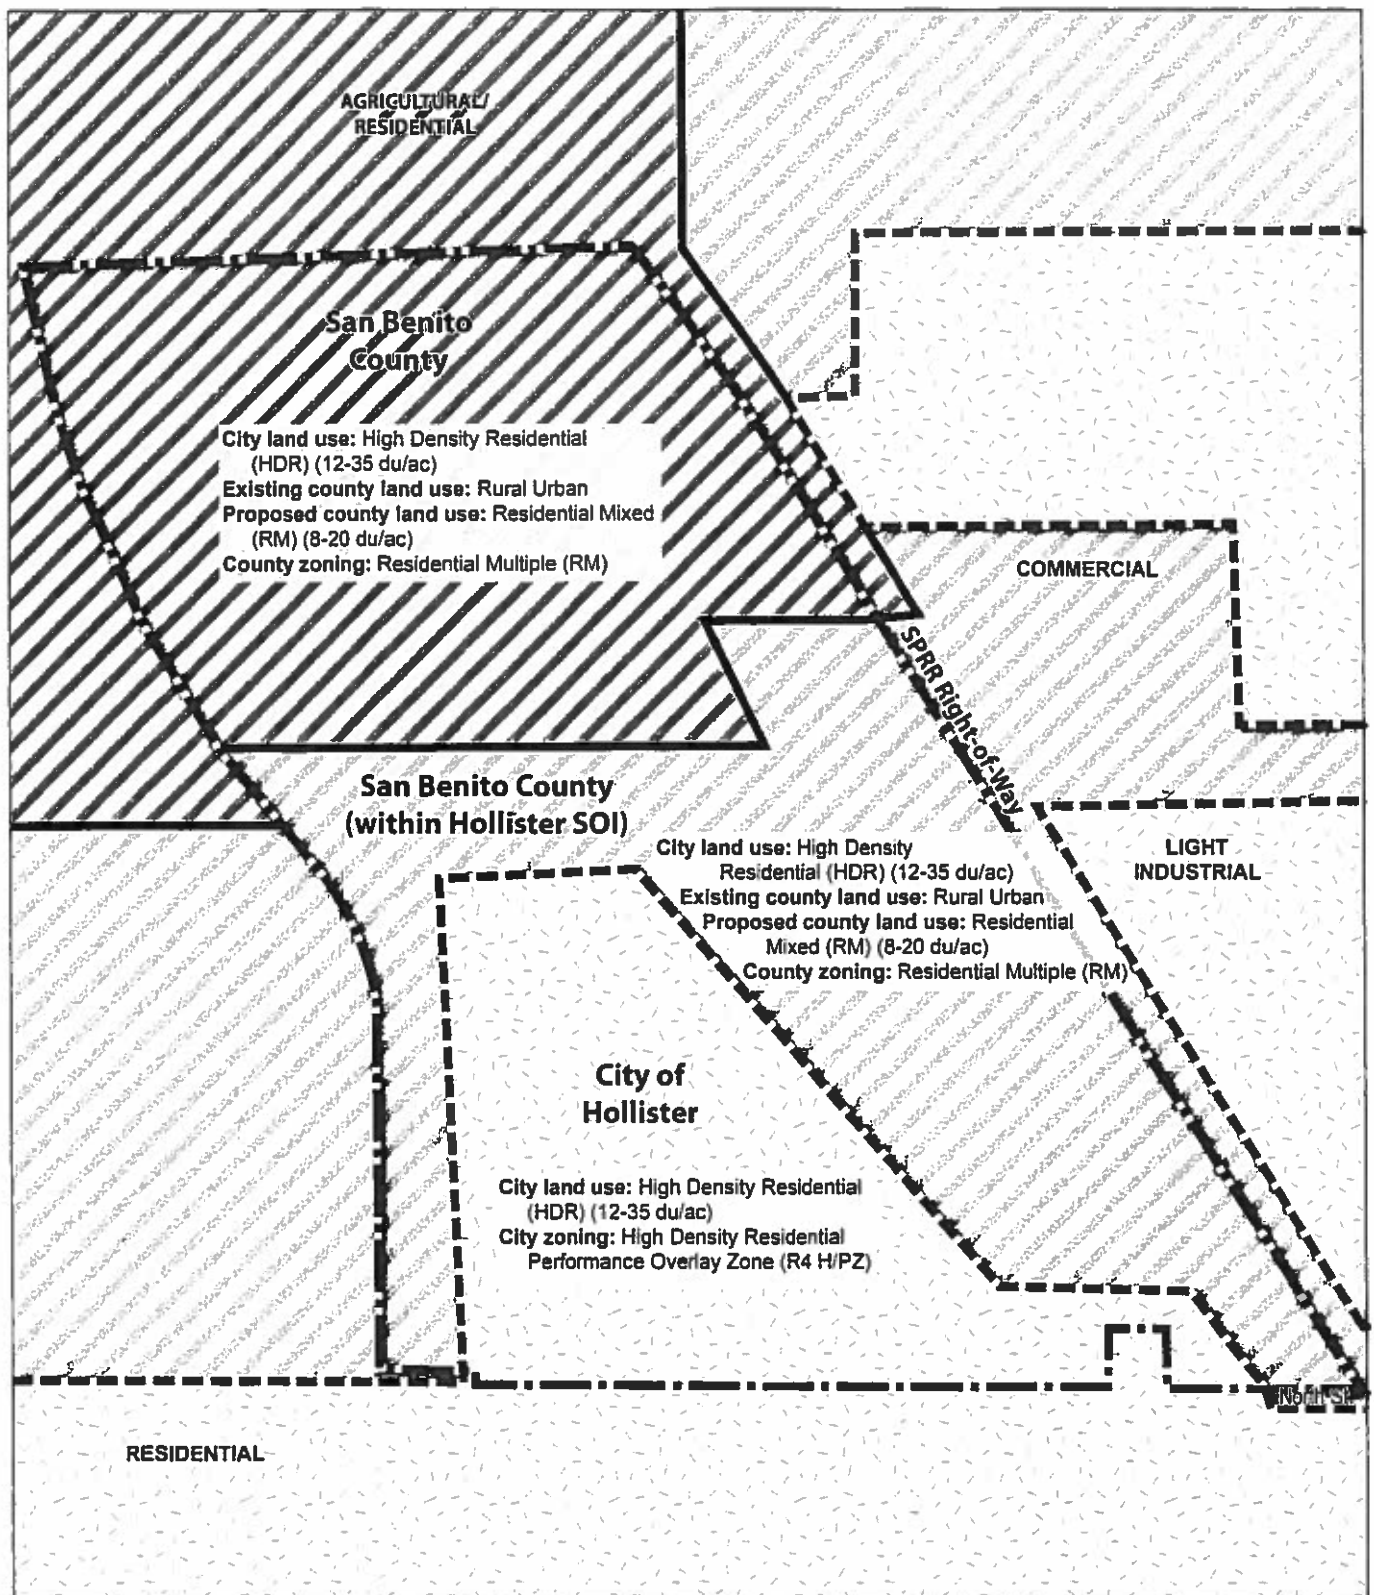 AGRICULTURAL/
RESIDENTIAL
San Benito
County
City land use: High Density Residential
(HDR) (12-35 du/ac)
Existing county land use: Rural Urban
Proposed county land use: Residential Mixed
(RM) (8-20 du/ac)
County zoning: Residential Multiple (RM)
COMMERCIAL
SPRR Right-of-Way
San Benito County
(within Hollister SOI)
City land use: High Density
Residential (HDR) (12-35 du/ac)
Existing county land use: Rural Urban
Proposed county land use: Residential
Mixed (RM) (8-20 du/ac)
County zoning: Residential Multiple (RM)
LIGHT
INDUSTRIAL
City of
Hollister
City land use: High Density Residential
(HDR) (12-35 du/ac)
City zoning: High Density Residential
Performance Overlay Zone (R4 H/PZ)
North St.
RESIDENTIAL